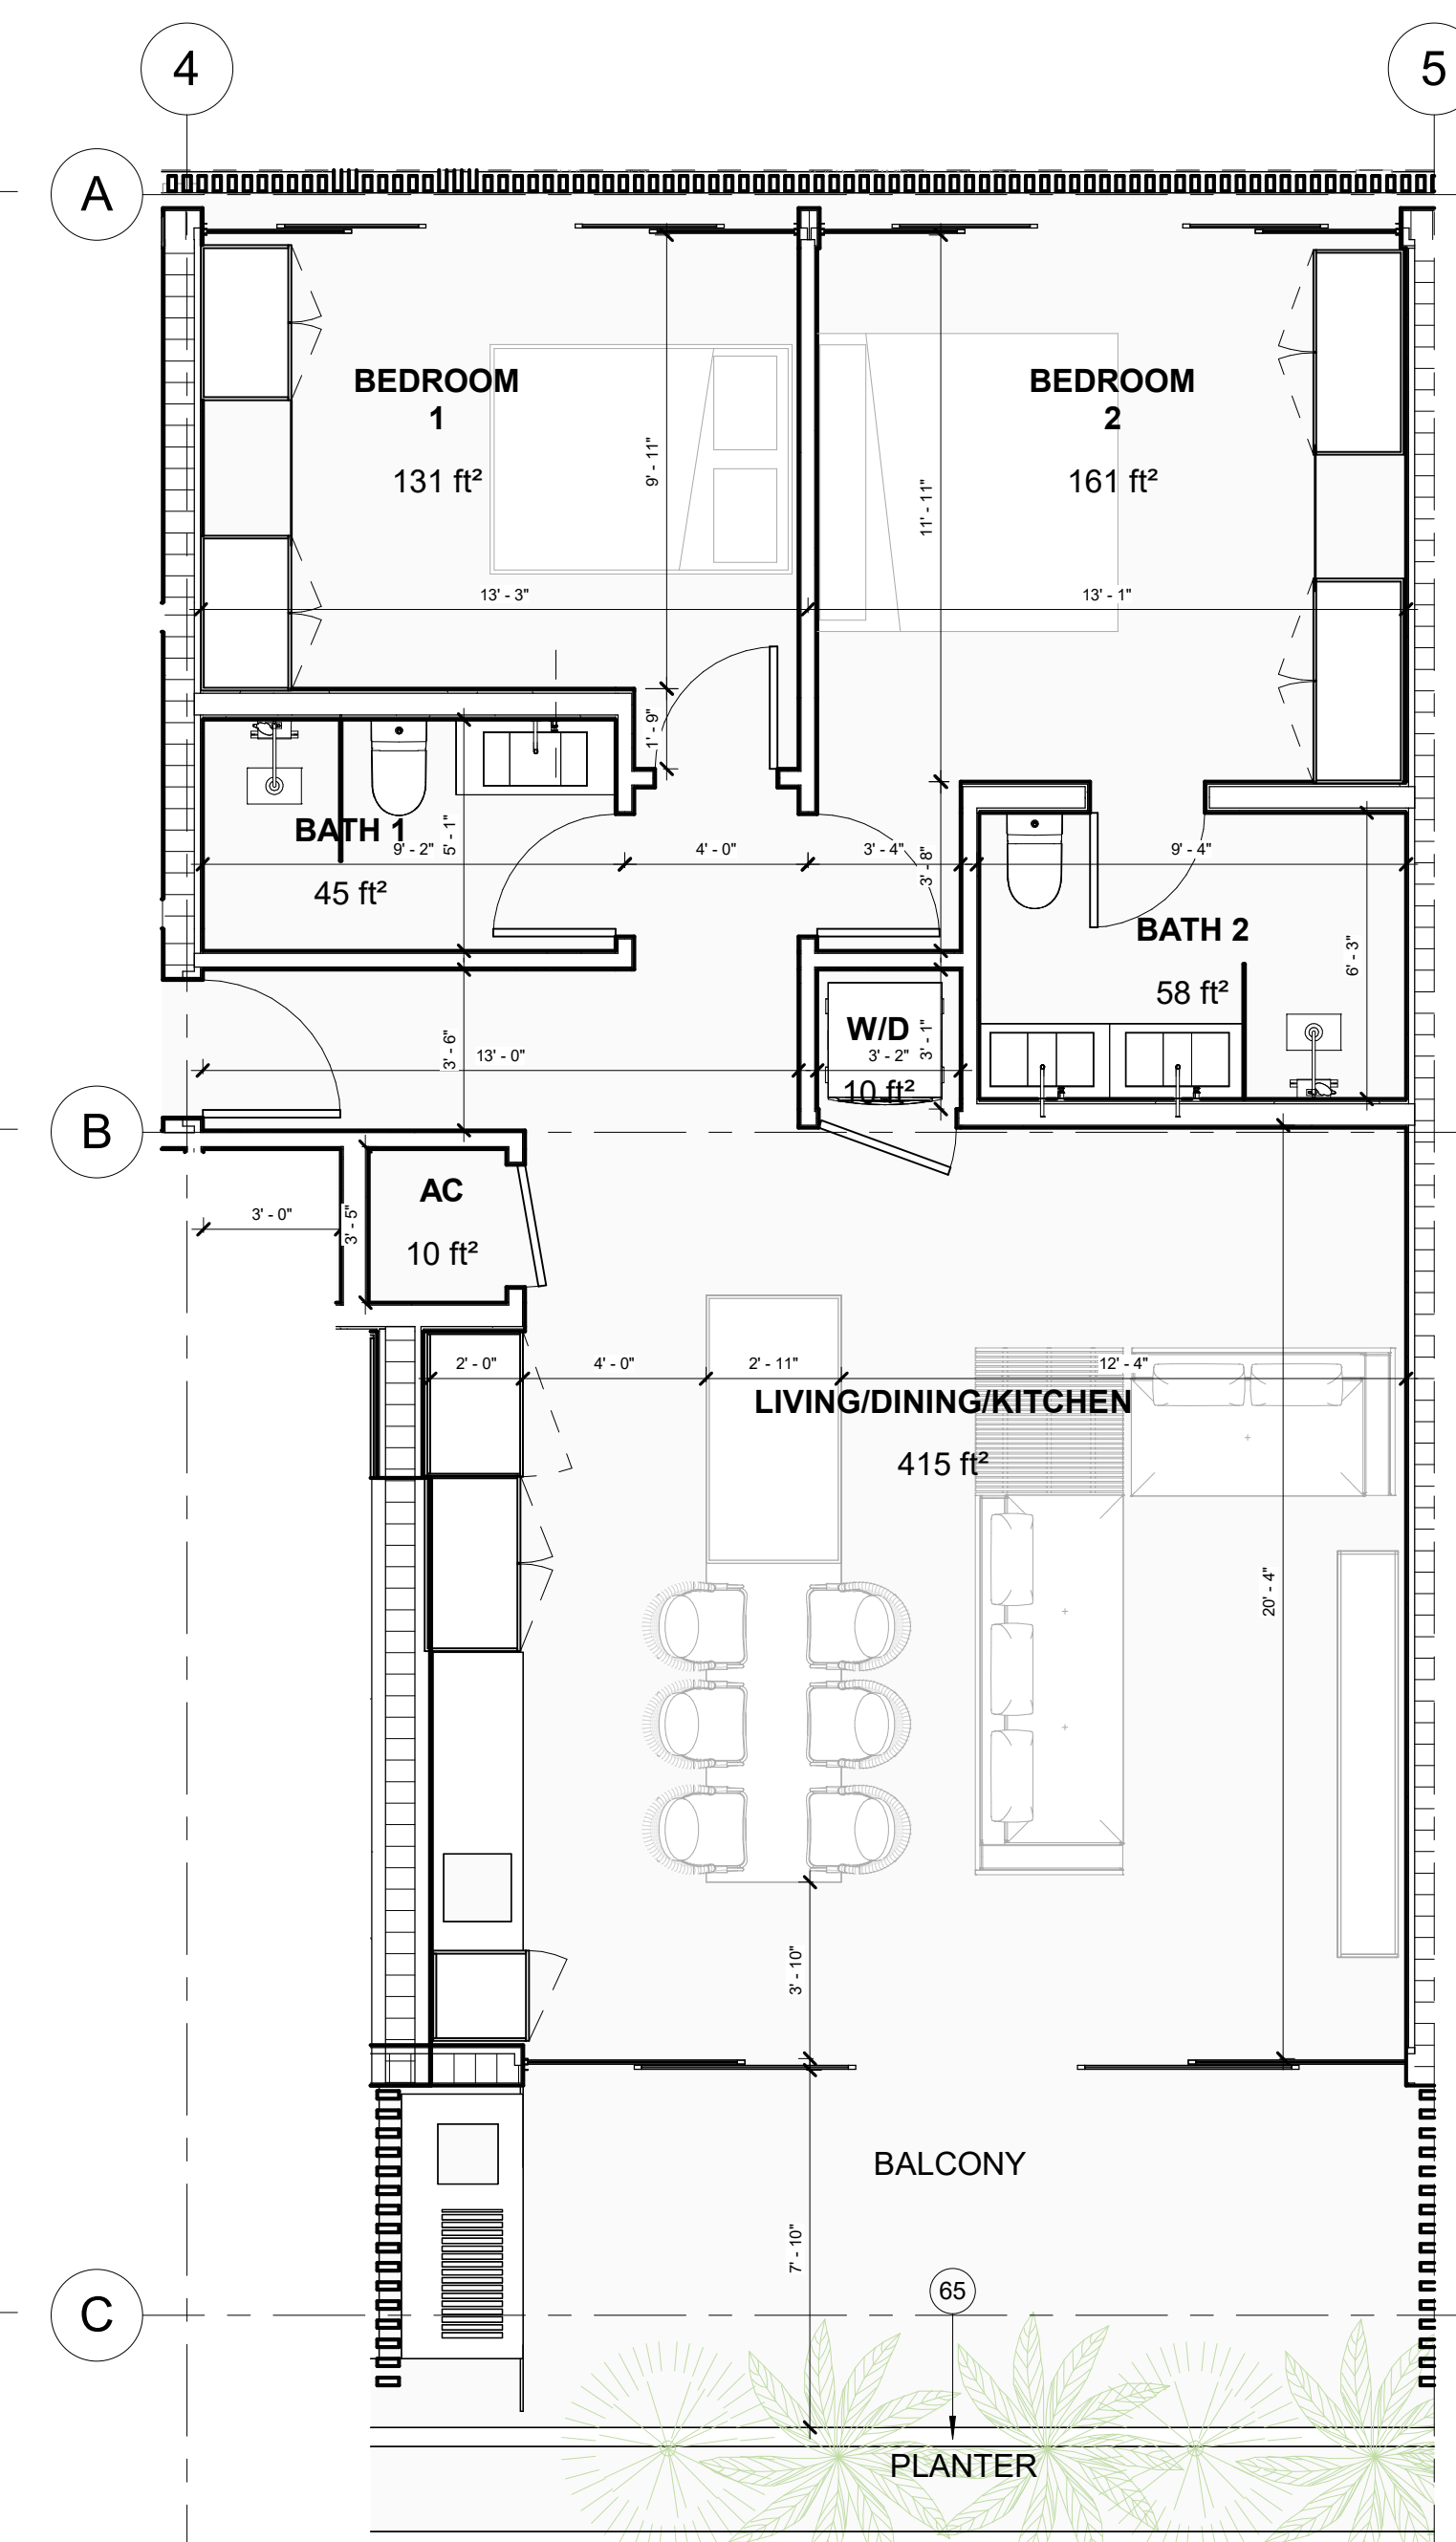 4
5
A
BEDROOM
1
131 ft²
BEDROOM
2
161 ft²
9' - 11"
11' - 11"
13' - 3"
13' - 1"
1' - 9"
BATH 1
9' - 2"
5' - 1"
45 ft²
4' - 0"
3' - 4"
3' - 8"
9' - 4"
BATH 2
58 ft²
6' - 3"
W/D
3' - 1"
3' - 2"
10 ft²
3' - 6"
13' - 0"
B
AC
10 ft²
3' - 0"
3' - 5"
2' - 0"
4' - 0"
2' - 11"
12' - 4"
LIVING/DINING/KITCHEN
415 ft²
20' - 4"
3' - 10"
BALCONY
7' - 10"
65
C
PLANTER